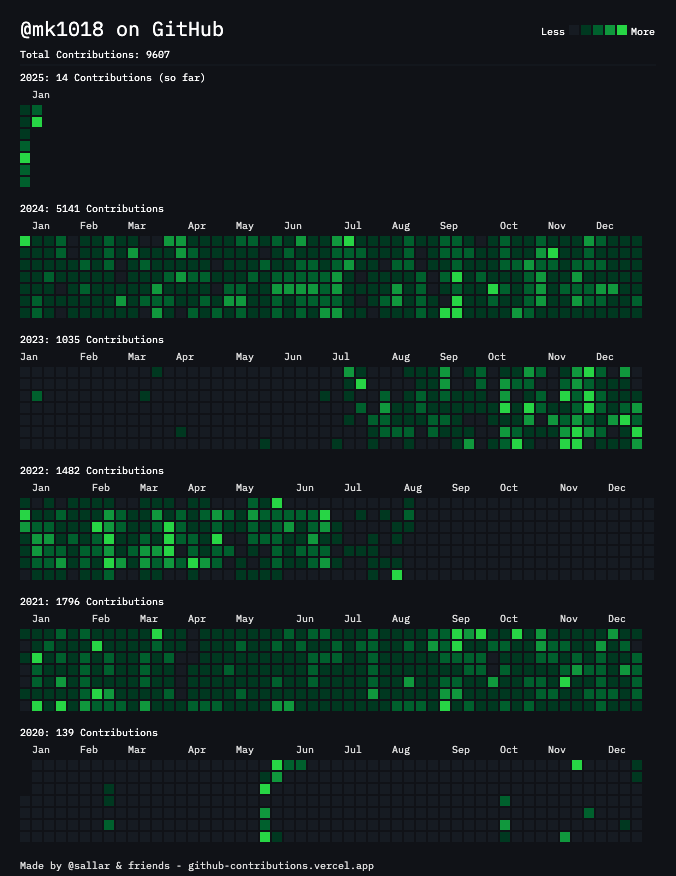 @mk1018 on GitHub
Less More
Total Contributions: 9607
2025: 14 Contributions (so far)
Jan
2024: 5141 Contributions
Jan Feb Mar Apr May Jun Jul Aug Sep Oct Nov Dec
2023: 1035 Contributions
Jan Feb Mar Apr May Jun Jul Aug Sep Oct Nov Dec
2022: 1482 Contributions
Jan Feb Mar Apr May Jun Jul Aug Sep Oct Nov Dec
2021: 1796 Contributions
Jan Feb Mar Apr May Jun Jul Aug Sep Oct Nov Dec
2020: 139 Contributions
Jan Feb Mar Apr May Jun Jul Aug Sep Oct Nov Dec
Made by @sallar & friends - github-contributions.vercel.app